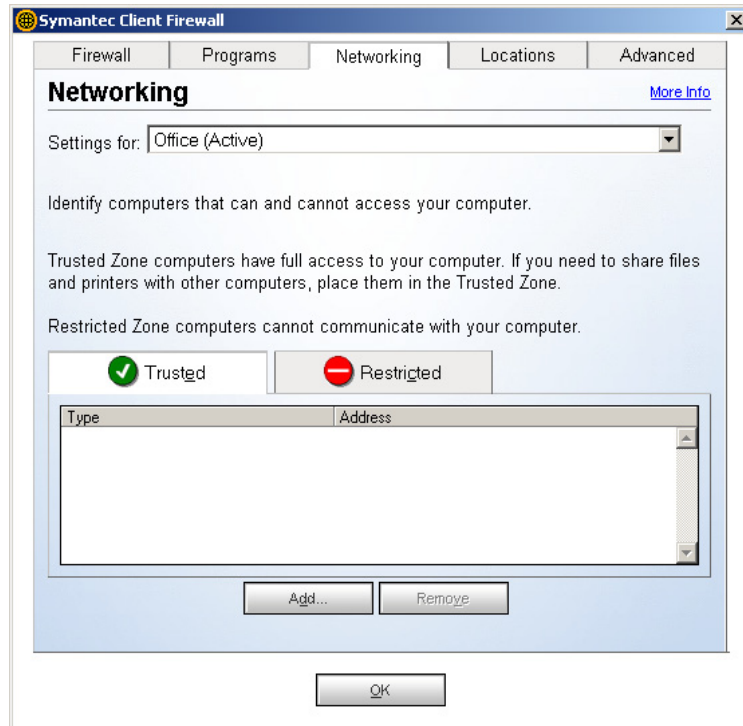 Symantec Client Firewall
Firewall Programs Networking Locations Advanced
Networking More Info
Settings for: Office (Active)
Identify computers that can and cannot access your computer.
Trusted Zone computers have full access to your computer. If you need to share files
and printers with other computers, place them in the Trusted Zone.
Restricted Zone computers cannot communicate with your computer.
Trusted Restricted
Type Address
Add... Remove
OK